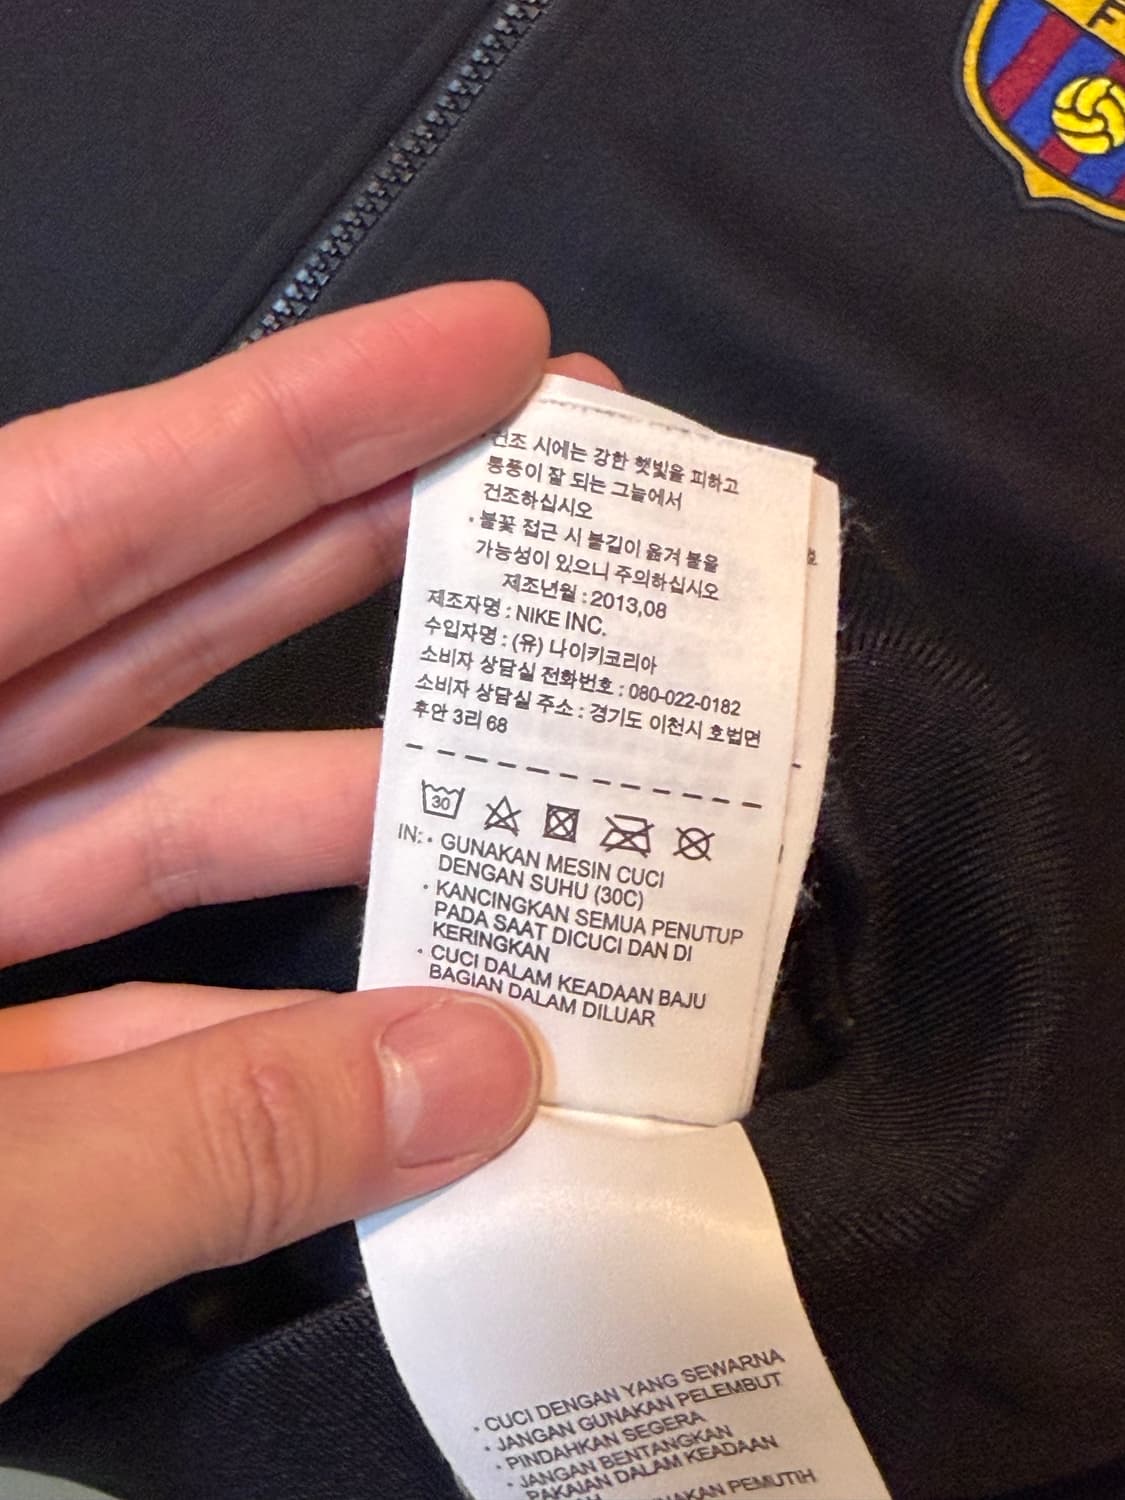 F
건조 시에는 강한 햇빛을 피하고
통풍이 잘 되는 그늘에서
건조하십시오
• 불꽃 접근 시 불길이 옮겨 붙을
가능성이 있으니 주의하십시오
제조년월 : 2013,08
제조자명 : NIKE INC.
수입자명 : (유) 나이키코리아
소비자 상담실 전화번호 : 080-022-0182
소비자 상담실 주소 : 경기도 이천시 호법면
후안 3리 68
30
IN: • GUNAKAN MESIN CUCI
DENGAN SUHU (30C)
• KANCINGKAN SEMUA PENUTUP
PADA SAAT DICUCI DAN DI
KERINGKAN
• CUCI DALAM KEADAAN BAJU
BAGIAN DALAM DILUAR
• CUCI DENGAN YANG SEWARNA
• JANGAN GUNAKAN PELEMBUT
• PINDAHKAN SEGERA
• JANGAN BENTANGKAN
PAKAIAN DALAM KEADAAN
PEMUTIH